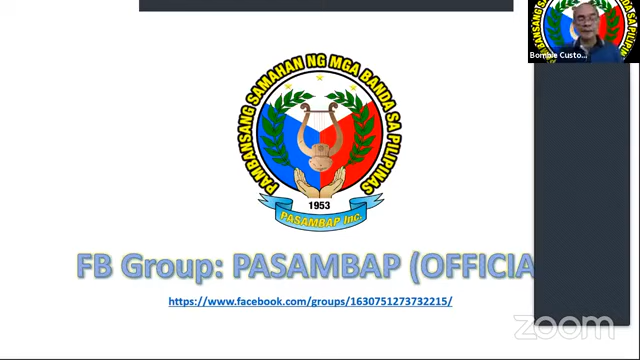 PAMBANSANG SAMAHAN NG MGA BANDA SA PILIPINAS
1953
PASAMBAP Inc.
FB Group: PASAMBAP (OFFICIA
https://www.facebook.com/groups/1630751273732215/
Bombie Custo...
zoom